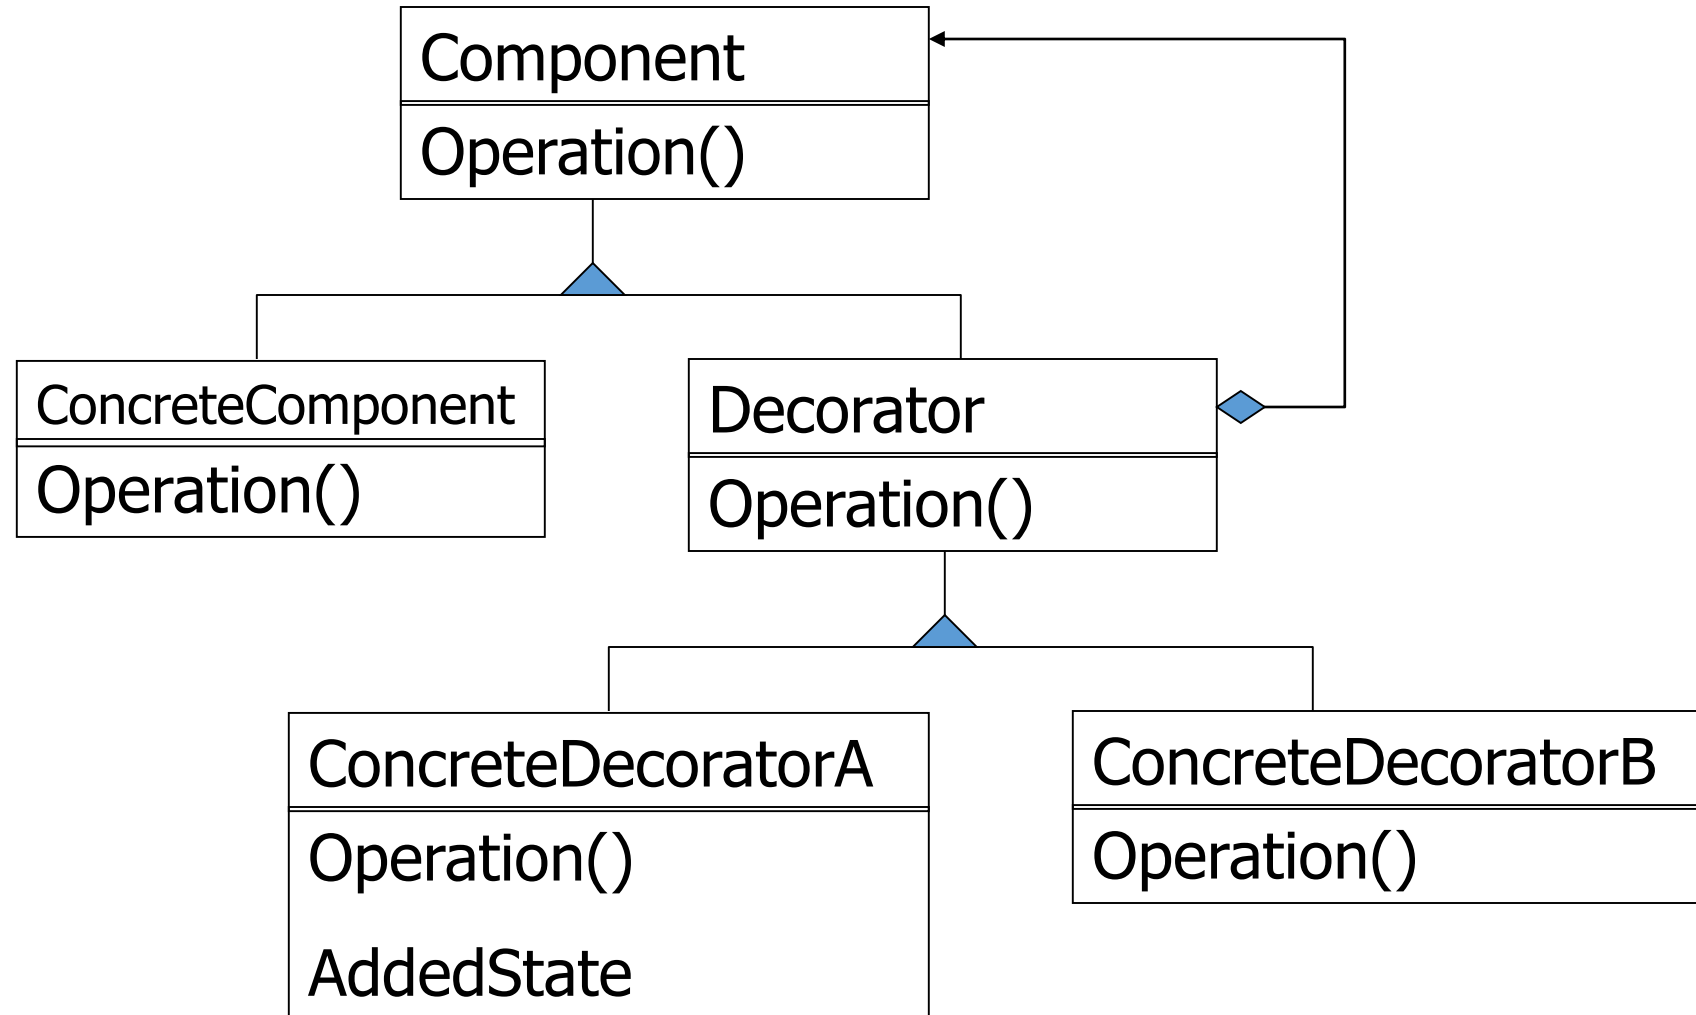 Component
Operation()
ConcreteComponent
Operation()
Decorator
Operation()
ConcreteDecoratorA
Operation()
AddedState
ConcreteDecoratorB
Operation()